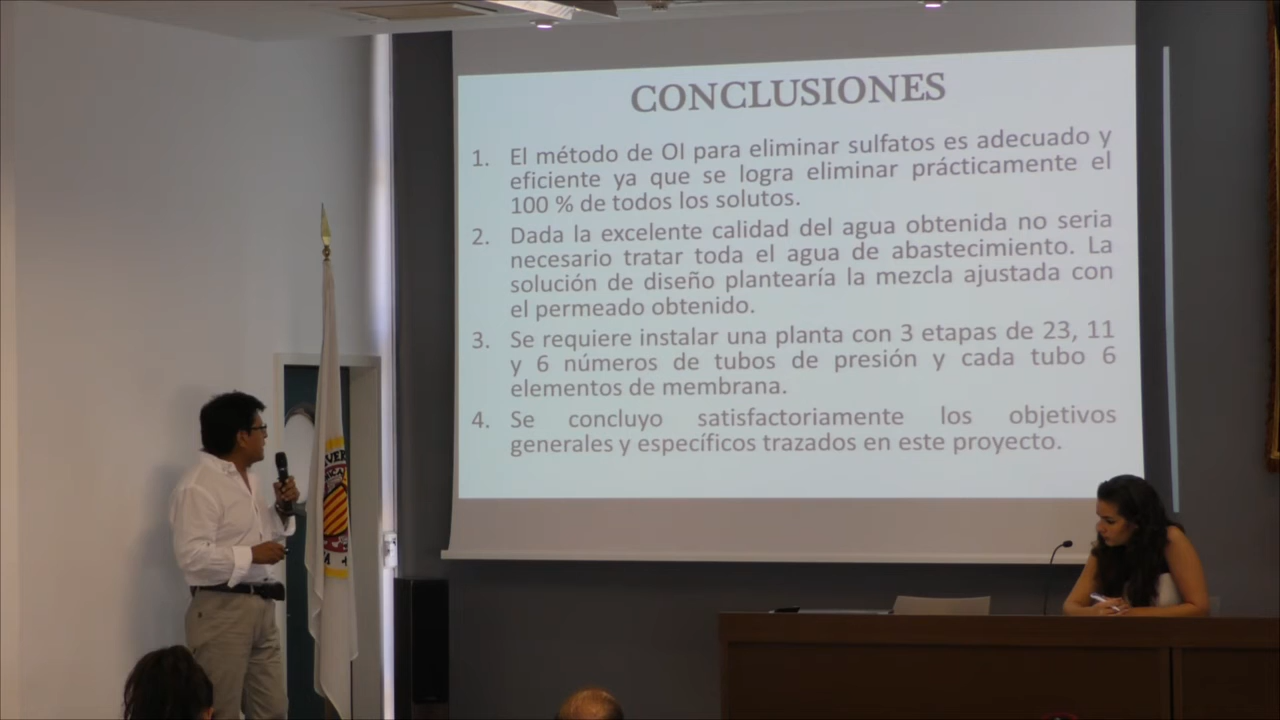 CONCLUSIONES
1. El método de OI para eliminar sulfatos es adecuado y
eficiente ya que se logra eliminar prácticamente el
100 % de todos los solutos.
2. Dada la excelente calidad del agua obtenida no seria
necesario tratar toda el agua de abastecimiento. La
solución de diseño plantearía la mezcla ajustada con
el permeado obtenido.
3. Se requiere instalar una planta con 3 etapas de 23, 11
y 6 números de tubos de presión y cada tubo 6
elementos de membrana.
4. Se concluyo satisfactoriamente los objetivos
generales y específicos trazados en este proyecto.